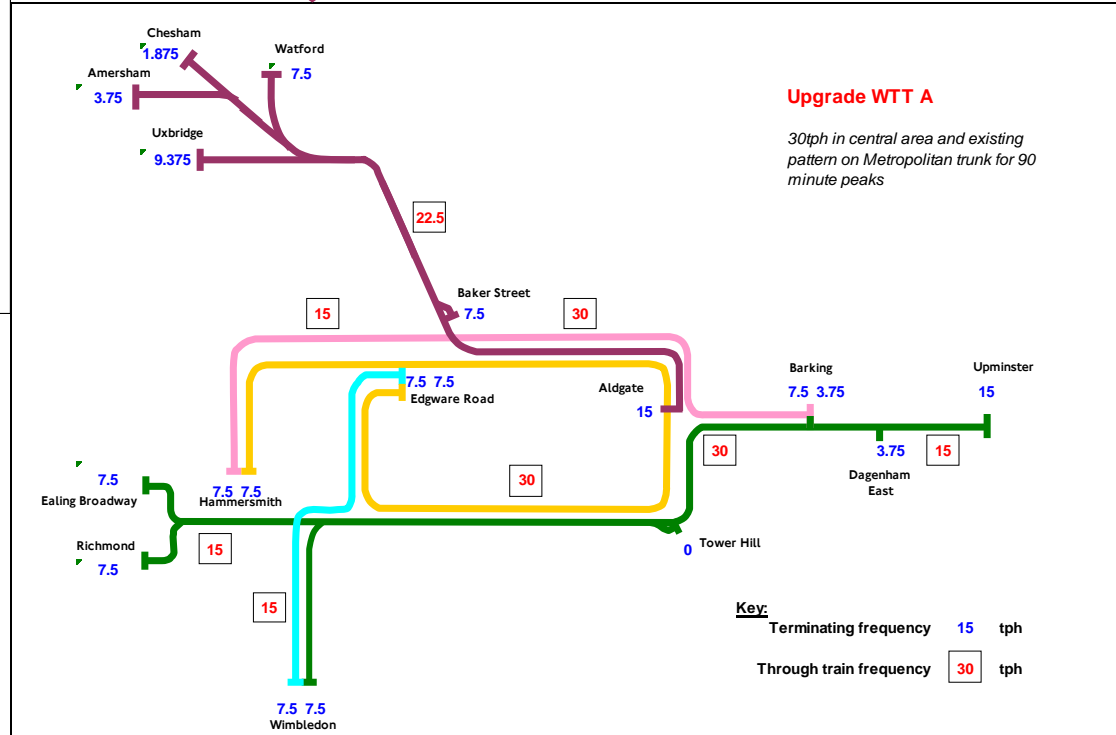 Chesham
1.875
Watford
7.5
Amersham
3.75
Upgrade WTT A
Uxbridge
9.375
30tph in central area and existing
pattern on Metropolitan trunk for 90
minute peaks
22.5
Baker Street
7.5
15
30
Barking
7.5 3.75
Upminster
15
7.5 7.5
Edgware Road
Aldgate
15
30
15
3.75
Dagenham
East
7.5
Ealing Broadway
7.5 7.5
Hammersmith
30
Richmond
7.5
15
Tower Hill
0
15
Key:
Terminating frequency 15 tph
Through train frequency 30 tph
7.5 7.5
Wimbledon